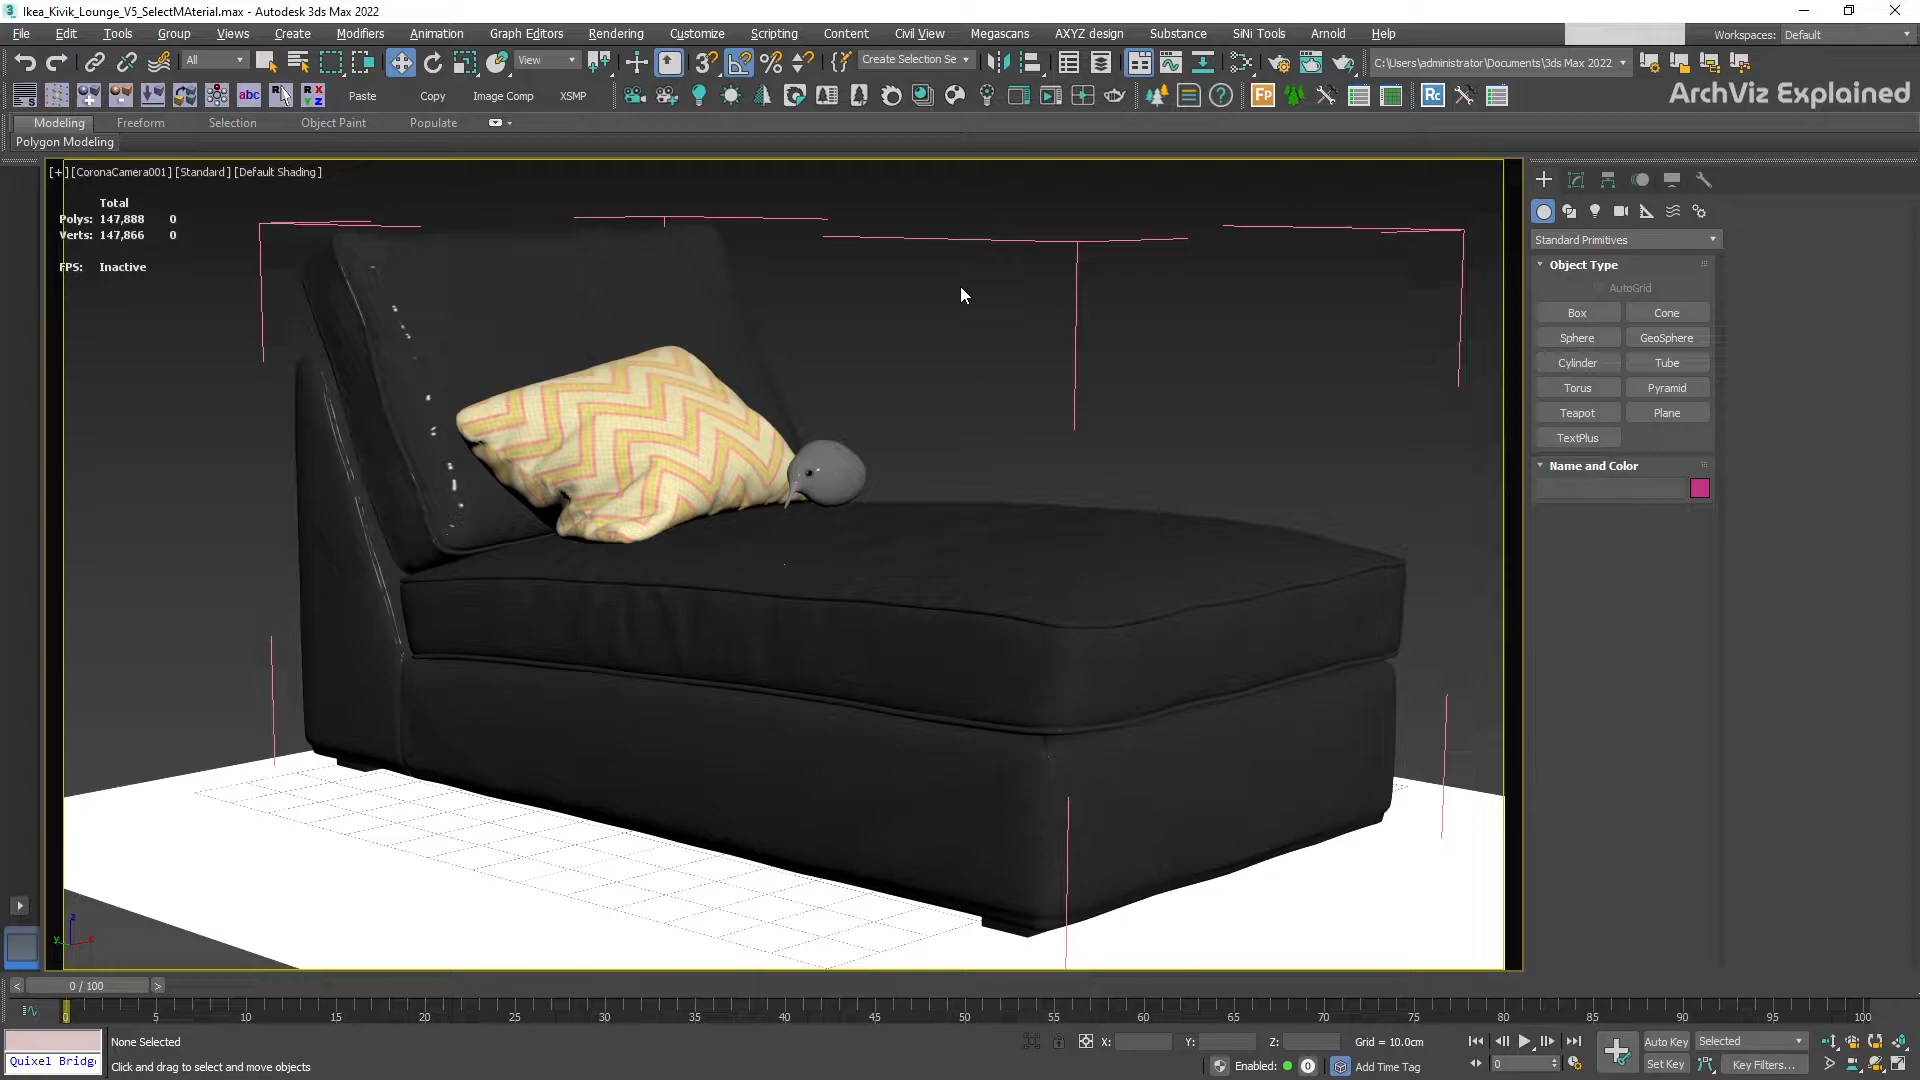 Ikea_Kivik_Lounge_V5_SelectMAterial.max - Autodesk 3ds Max 2022
File Edit Tools Group Views Create Modifiers Animation Graph Editors Rendering Customize Scripting Content Civil View Megascans AXYZ design Substance SiNi Tools Arnold Help Workspaces: Default
All View Create Selection Se C:\Users\administrator\Documents\3ds Max 2022
abc Paste Copy Image Comp XSMP Fp Rc ArchViz Explained
Modeling Freeform Selection Object Paint Populate
Polygon Modeling
[+][CoronaCamera001][Standard][Default Shading]
Total
Polys: 147,888 0
Verts: 147,866 0
FPS: Inactive
Standard Primitives
Object Type
AutoGrid
Box Cone
Sphere GeoSphere
Cylinder Tube
Torus Pyramid
Teapot Plane
TextPlus
Name and Color
z
y x
< 0 / 100 >
0 5 10 15 20 25 30 35 40 45 50 55 60 65 70 75 80 85 90 95 100
None Selected X: Y: Z: Grid = 10.0cm Auto Key Selected
Quixel Bridg Click and drag to select and move objects Enabled: 0 Add Time Tag 0 Set Key Key Filters...